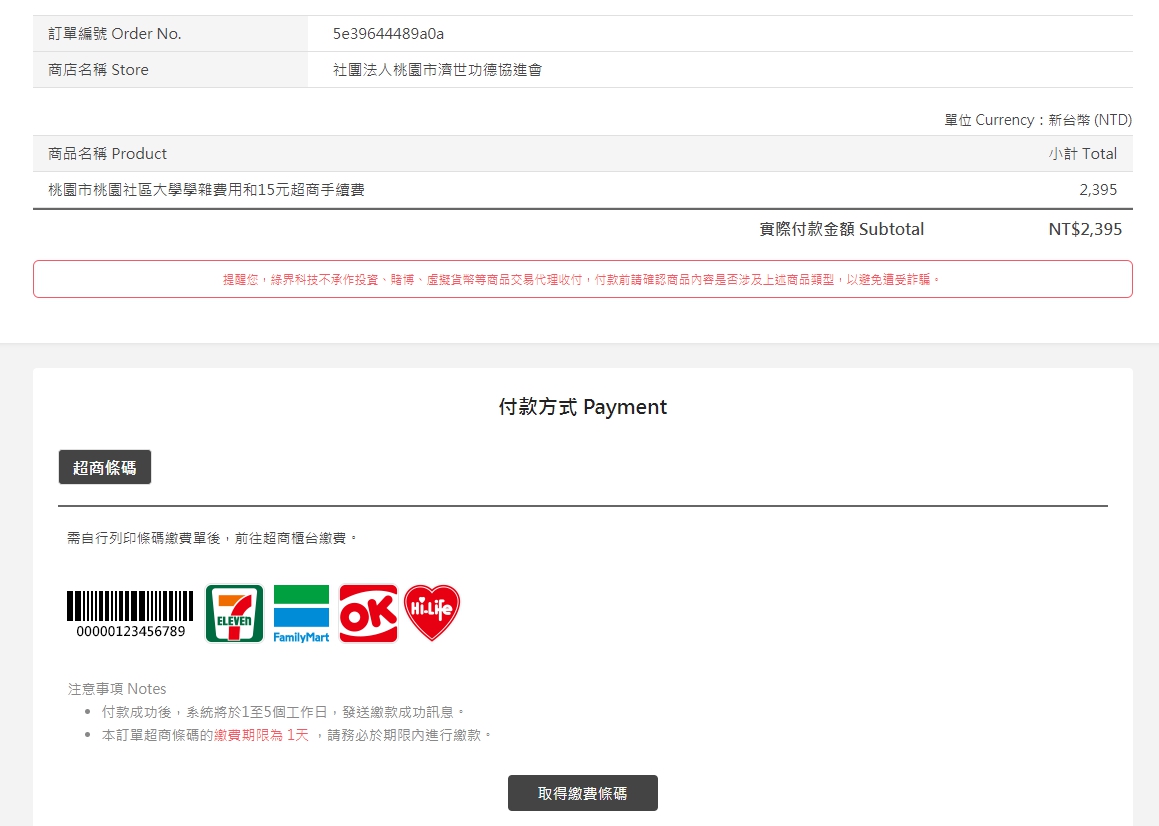 訂單編號 Order No. 5e39644489a0a
商店名稱 Store 社團法人桃園市濟世功德協進會
單位 Currency：新台幣 (NTD)
商品名稱 Product 小計 Total
桃園市桃園社區大學學雜費用和15元超商手續費 2,395
實際付款金額 Subtotal NT$2,395
提醒您，綠界科技不承作投資、賭博、虛擬貨幣等商品交易代理收付，付款前請確認商品內容是否涉及上述商品類型，以避免遭受詐騙。
付款方式 Payment
超商條碼
需自行列印條碼繳費單後，前往超商櫃台繳費。
00000123456789 7 ELEVEN FamilyMart OK Hi-Life
注意事項 Notes
付款成功後，系統將於1至5個工作日，發送繳款成功訊息。
本訂單超商條碼的繳費期限為 1天 ，請務必於期限內進行繳款。
取得繳費條碼